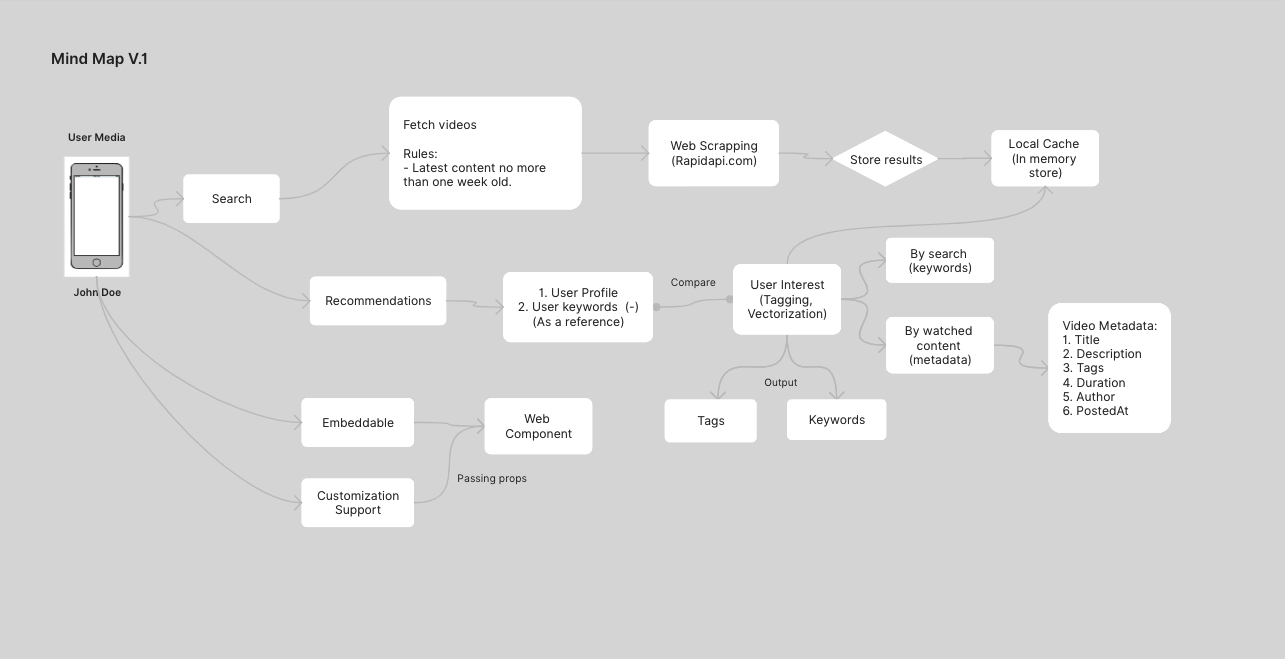 Mind Map V.1
User Media
John Doe
Search
Fetch videos
Rules:
- Latest content no more
than one week old.
Web Scrapping
(Rapidapi.com)
Store results
Local Cache
(In memory
store)
Recommendations
1. User Profile
2. User keywords (-)
(As a reference)
Compare
User Interest
(Tagging,
Vectorization)
By search
(keywords)
By watched
content
(metadata)
Video Metadata:
1. Title
2. Description
3. Tags
4. Duration
5. Author
6. PostedAt
Output
Tags
Keywords
Embeddable
Web
Component
Customization
Support
Passing props